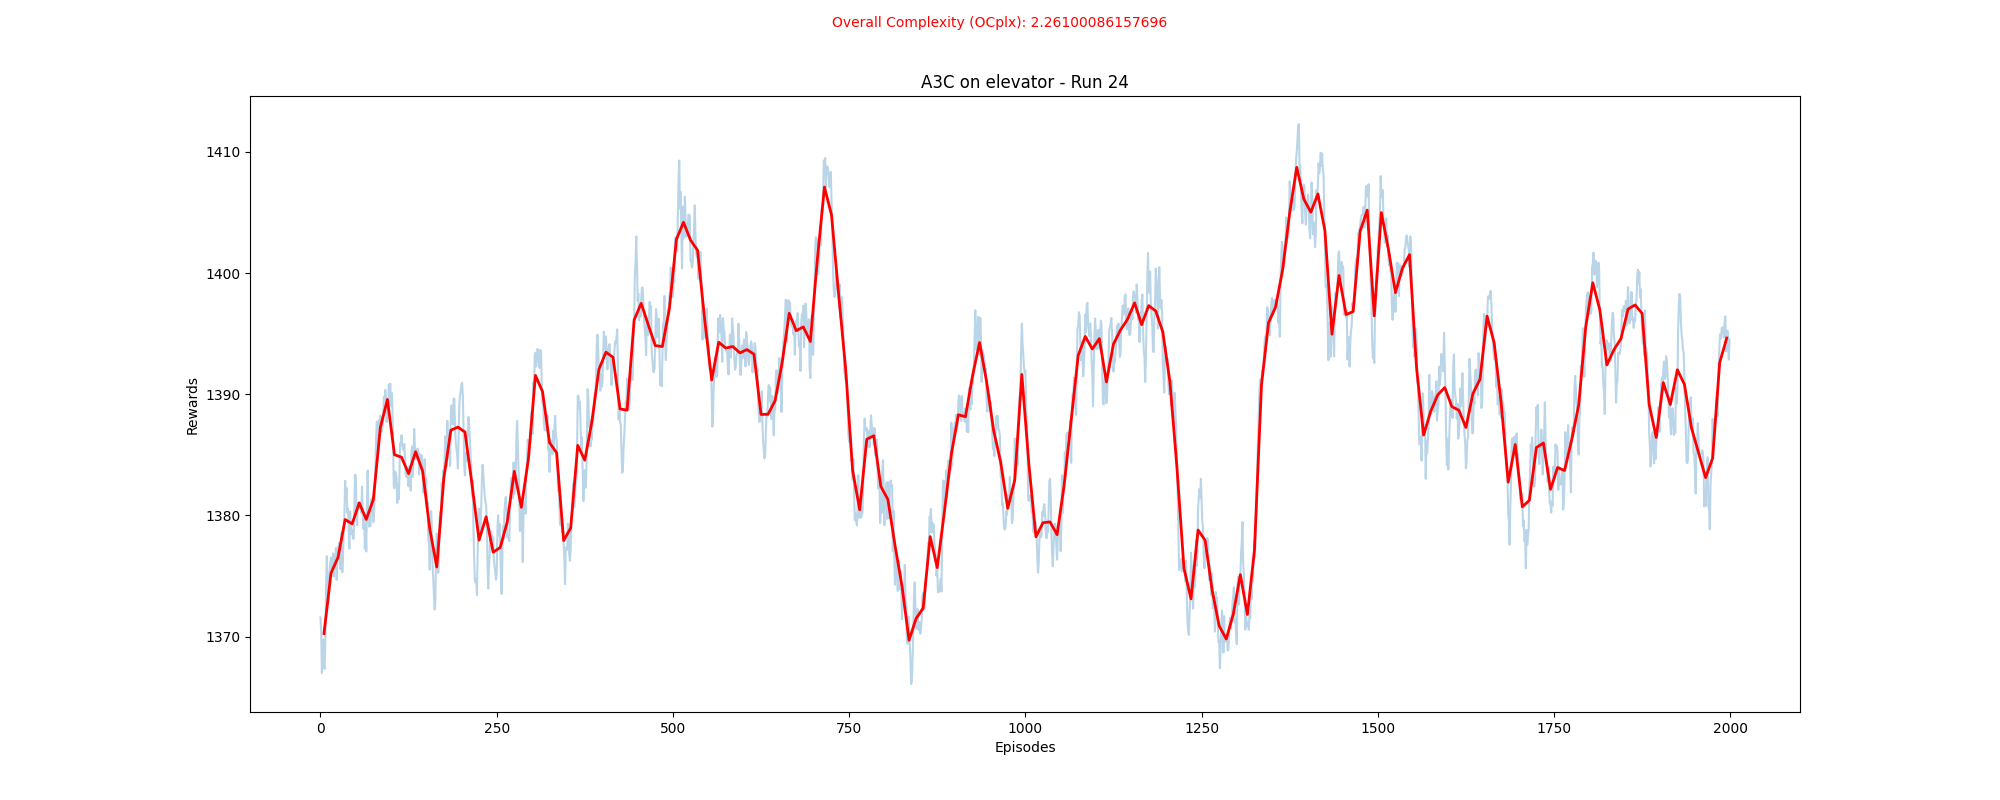 Overall Complexity (OCplx): 2.26100086157696
A3C on elevator - Run 24
1410
1400
1390
1380
1370
Rewards
0 250 500 750 1000 1250 1500 1750 2000
Episodes